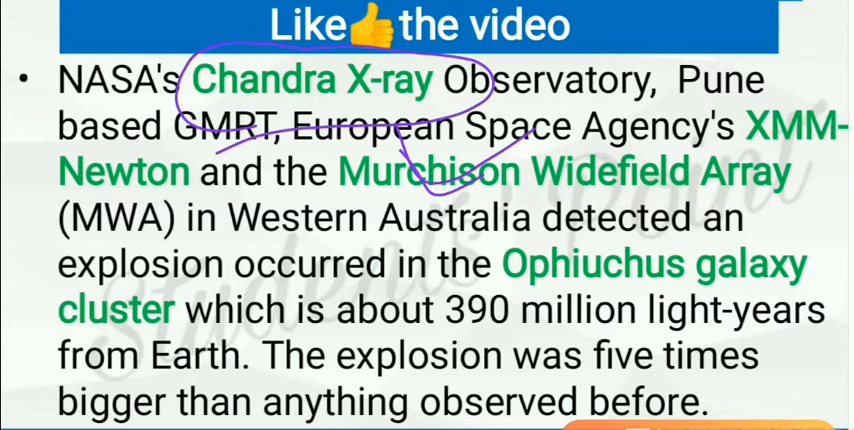 Like👍the video
• NASA's Chandra X-ray Observatory, Pune
based GMRT, European Space Agency's XMM-
Newton and the Murchison Widefield Array
(MWA) in Western Australia detected an
explosion occurred in the Ophiuchus galaxy
cluster which is about 390 million light-years
from Earth. The explosion was five times
bigger than anything observed before.
Students Point